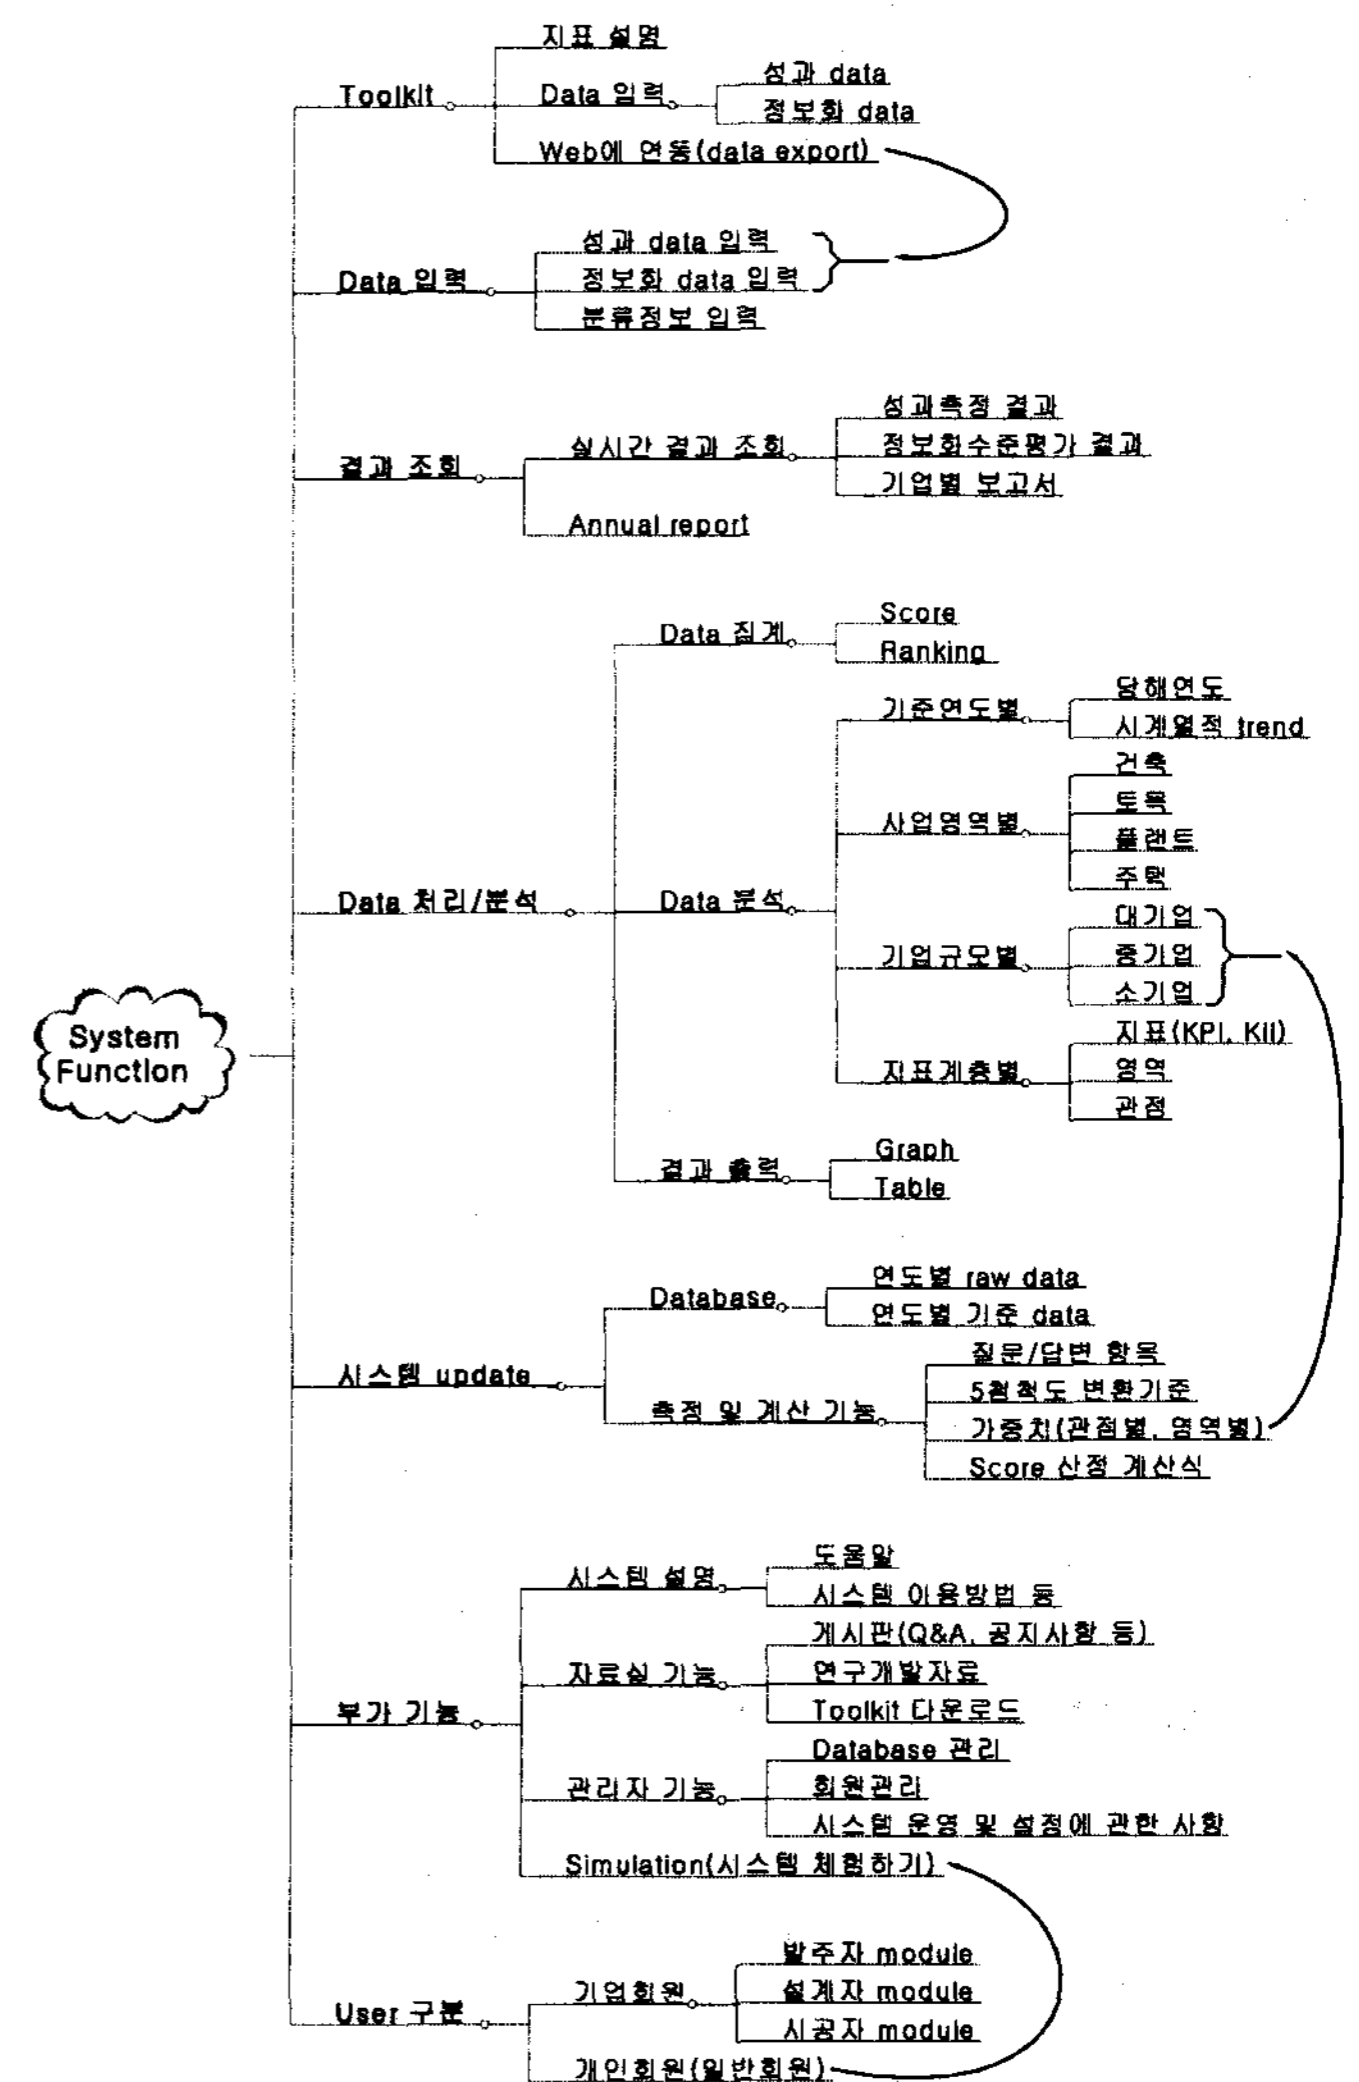 지표 설명
Toolkit
Data 입력
성과 data
정보화 data
Web에 연동(data export)
Data 입력
성과 data 입력
정보화 data 입력
분류정보 입력
결과 조회
실시간 결과 조회
성과측정 결과
정보화수준평가 결과
기업별 보고서
Annual report
Data 처리/분석
Data 집계
Score
Ranking
Data 분석
기준연도별
당해연도
시계열적 trend
사업영역별
건축
토목
플랜트
주택
기업규모별
대기업
중기업
소기업
지표계층별
지표(KPI, KII)
영역
관점
결과 출력
Graph
Table
System
Function
시스템 update
Database
연도별 raw data
연도별 기준 data
측정 및 계산 기능
질문/답변 항목
5점척도 변환기준
가중치(관점별, 영역별)
Score 산정 계산식
부가 기능
시스템 설명
도움말
시스템 이용방법 등
자료실 기능
게시판(Q&A, 공지사항 등)
연구개발자료
Toolkit 다운로드
관리자 기능
Database 관리
회원관리
시스템 운영 및 설정에 관한 사항
Simulation(시스템 체험하기)
User 구분
기업회원
발주자 module
설계자 module
시공자 module
개인회원(일반회원)